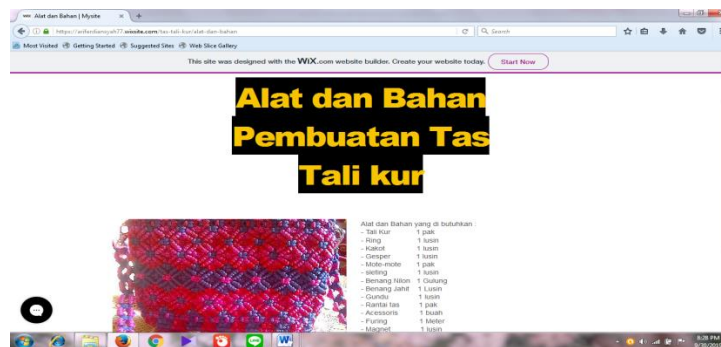 Alat dan Bahan | Mysite
https://arifardiansyah77.wixsite.com/tas-tali-kur/alat-dan-bahan
Search
Most Visited Getting Started Suggested Sites Web Slice Gallery
This site was designed with the WiX.com website builder. Create your website today. Start Now
Alat dan Bahan
Pembuatan Tas
Tali kur
Alat dan Bahan yang di butuhkan :
- Tali Kur 1 pak
- Ring 1 lusin
- Kakot 1 lusin
- Gesper 1 lusin
- Mote-mote 1 pak
- sleting 1 lusin
- Benang Nilon 1 Gulung
- Benang Jahit 1 Lusin
- Gundu 1 lusin
- Rantai tas 1 pak
- Acessoris 1 buah
- Furing 1 Meter
- Magnet 1 lusin
8:28 PM